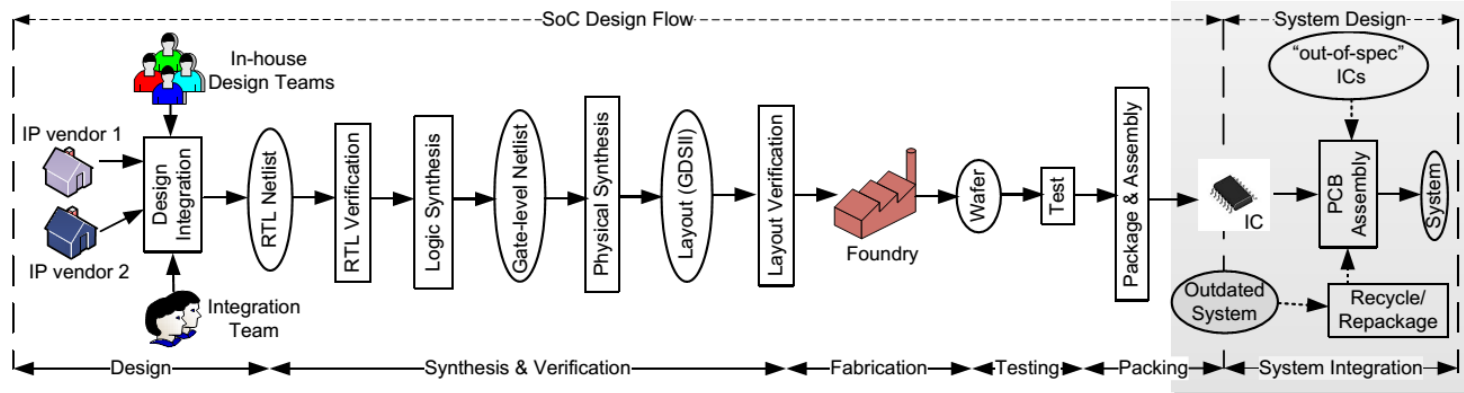 SoC Design Flow
System Design
In-house
Design Teams
"out-of-spec"
ICs
IP vendor 1
IP vendor 2
Design
Integration
RTL Netlist
RTL Verification
Logic Synthesis
Gate-level Netlist
Physical Synthesis
Layout (GDSII)
Layout Verification
Foundry
Wafer
Test
Package & Assembly
IC
PCB
Assembly
System
Integration
Team
Outdated
System
Recycle/
Repackage
Design
Synthesis & Verification
Fabrication
Testing
Packing
System Integration